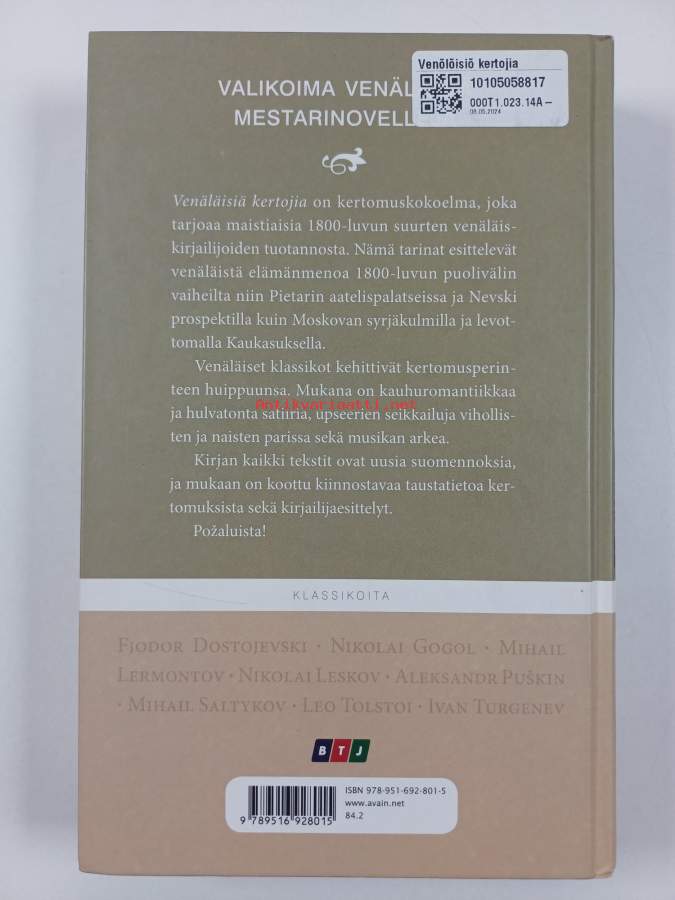 Venölöisiö kertojia
10105058817
000T1.023.14A –
08.05.2024
VALIKOIMA VENÄL
MESTARINOVELL
Venäläisiä kertojia on kertomuskokoelma, joka
tarjoaa maistiaisia 1800-luvun suurten venäläis-
kirjailijoiden tuotannosta. Nämä tarinat esittelevät
venäläistä elämänmenoa 1800-luvun puolivälin
vaiheilta niin Pietarin aatelispalatseissa ja Nevski
prospektilla kuin Moskovan syrjäkulmilla ja levot-
tomalla Kaukasuksella.
Venäläiset klassikot kehittivät kertomusperin-
teen huippuunsa. Mukana on kauhuromantiikkaa
Antikvariaatti.net
ja hulvatonta satiiria, upseerien seikkailuja vihollis-
ten ja naisten parissa sekä musikan arkea.
Kirjan kaikki tekstit ovat uusia suomennoksia,
ja mukaan on koottu kiinnostavaa taustatietoa ker-
tomuksista sekä kirjailijaesittelyt.
Požaluista!
KLASSIKOITA
FJODOR DOSTOJEVSKI · NIKOLAI GOGOL · MIHAIL
LERMONTOV · NIKOLAI LESKOV · ALEKSANDR PUŠKIN
· MIHAIL SALTYKOV · LEO TOLSTOI · IVAN TURGENEV
BTJ
ISBN 978-951-692-801-5
www.avain.net
84.2
9 789516 928015